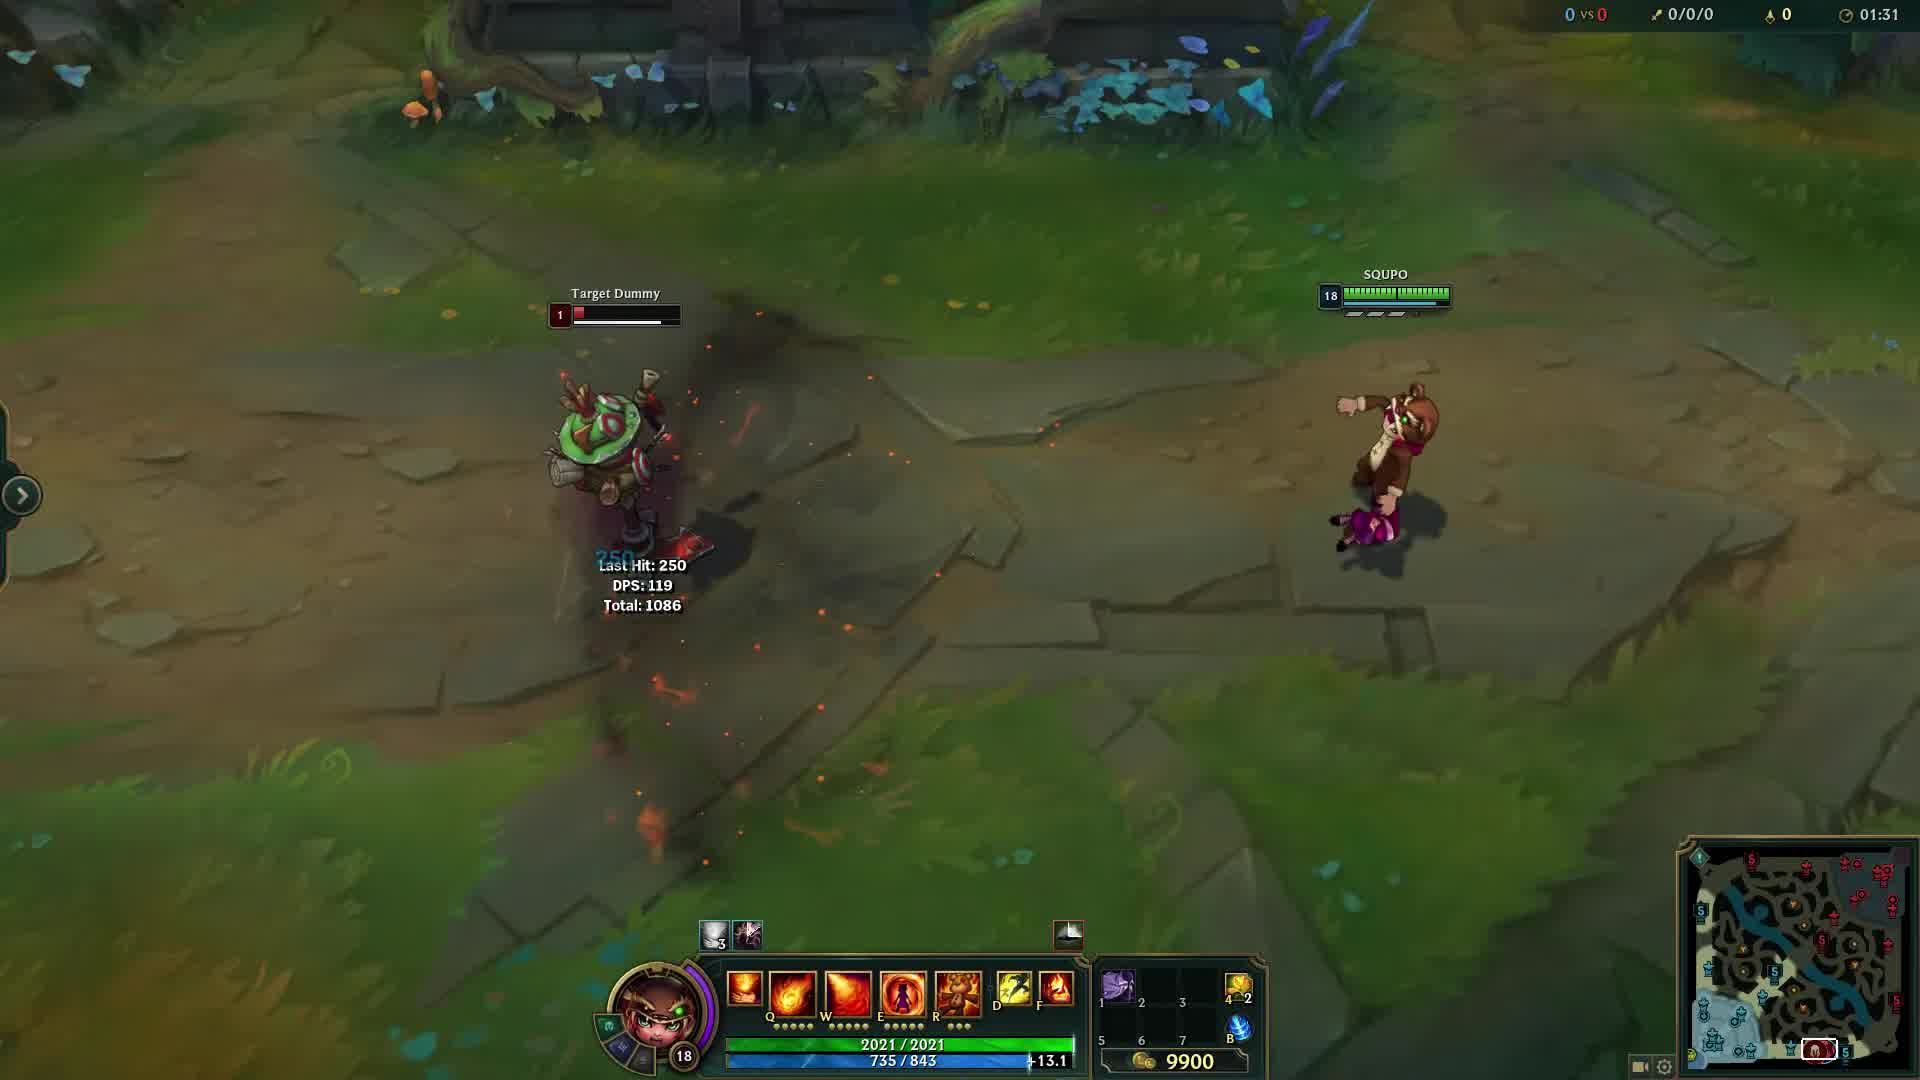 0 vs 0 0/0/0 0 01:31
SQUPO
18
Target Dummy
1
250
Last Hit: 250
DPS: 119
Total: 1086
3
Q W E R D F
1 2 3 4 2
5 6 7 B
18
2021 / 2021
735 / 843 +13.1
9900
S
S
S
S
S
S